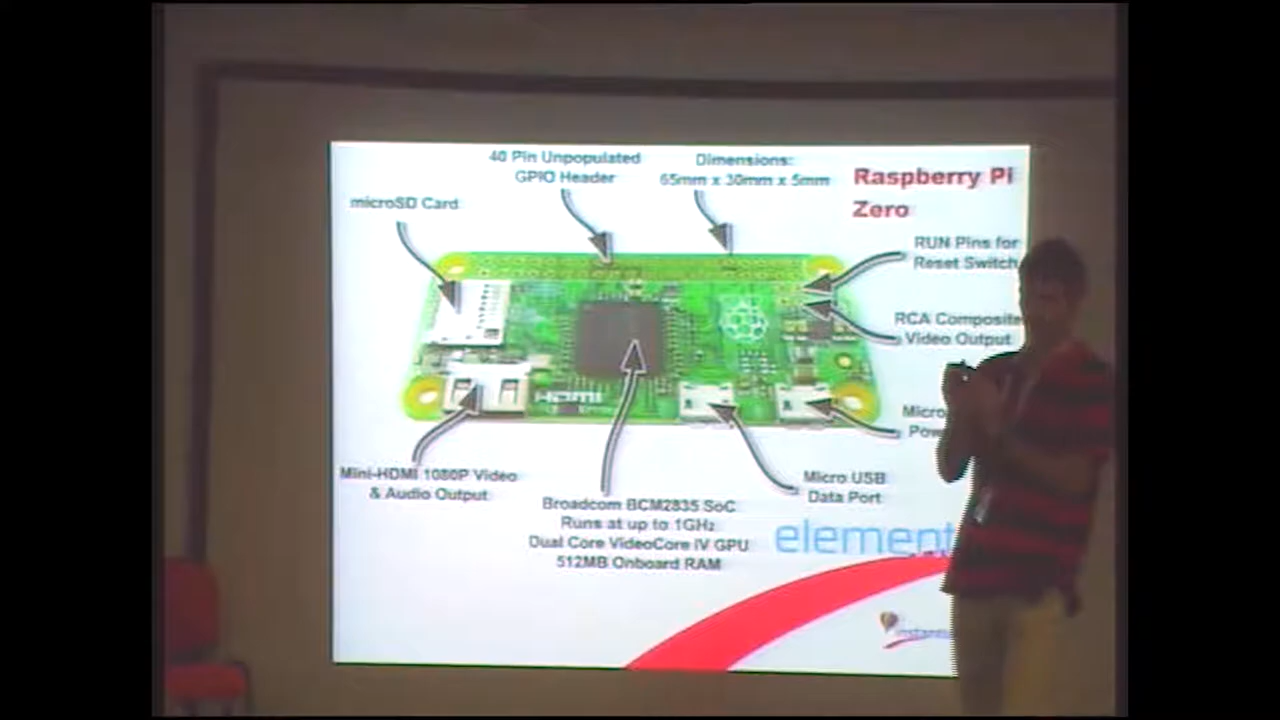 40 Pin Unpopulated
GPIO Header
Dimensions:
65mm x 30mm x 5mm
Raspberry Pi
Zero
microSD Card
RUN Pins for
Reset Switch
RCA Composite
Video Output
Micro
HDMI
Mini-HDMI 1080P Video
& Audio Output
Micro USB
Data Port
Broadcom BCM2835 SoC
Runs at up to 1GHz
Dual Core VideoCore IV GPU
512MB Onboard RAM
element